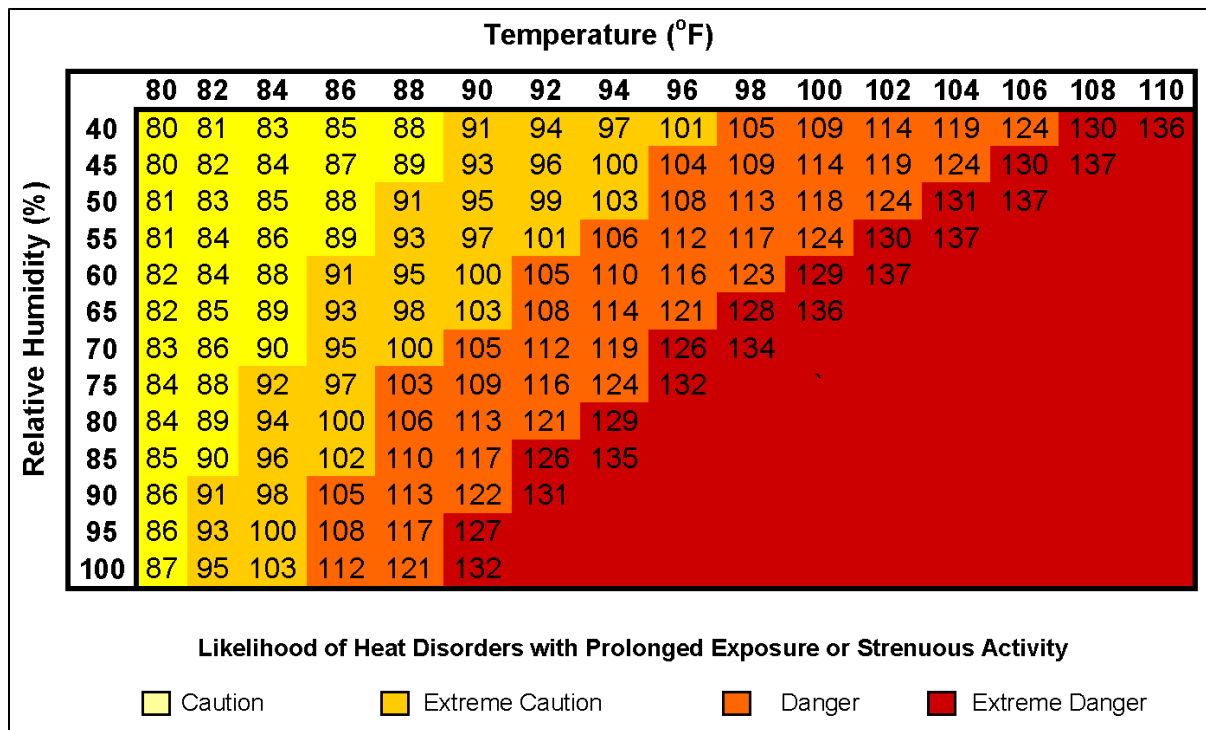 Temperature (°F)
80 82 84 86 88 90 92 94 96 98 100 102 104 106 108 110
Relative Humidity (%)
40 80 81 83 85 88 91 94 97 101 105 109 114 119 124 130 136
45 80 82 84 87 89 93 96 100 104 109 114 119 124 130 137
50 81 83 85 88 91 95 99 103 108 113 118 124 131 137
55 81 84 86 89 93 97 101 106 112 117 124 130 137
60 82 84 88 91 95 100 105 110 116 123 129 137
65 82 85 89 93 98 103 108 114 121 128 136
70 83 86 90 95 100 105 112 119 126 134
75 84 88 92 97 103 109 116 124 132
80 84 89 94 100 106 113 121 129
85 85 90 96 102 110 117 126 135
90 86 91 98 105 113 122 131
95 86 93 100 108 117 127
100 87 95 103 112 121 132
Likelihood of Heat Disorders with Prolonged Exposure or Strenuous Activity
Caution Extreme Caution Danger Extreme Danger